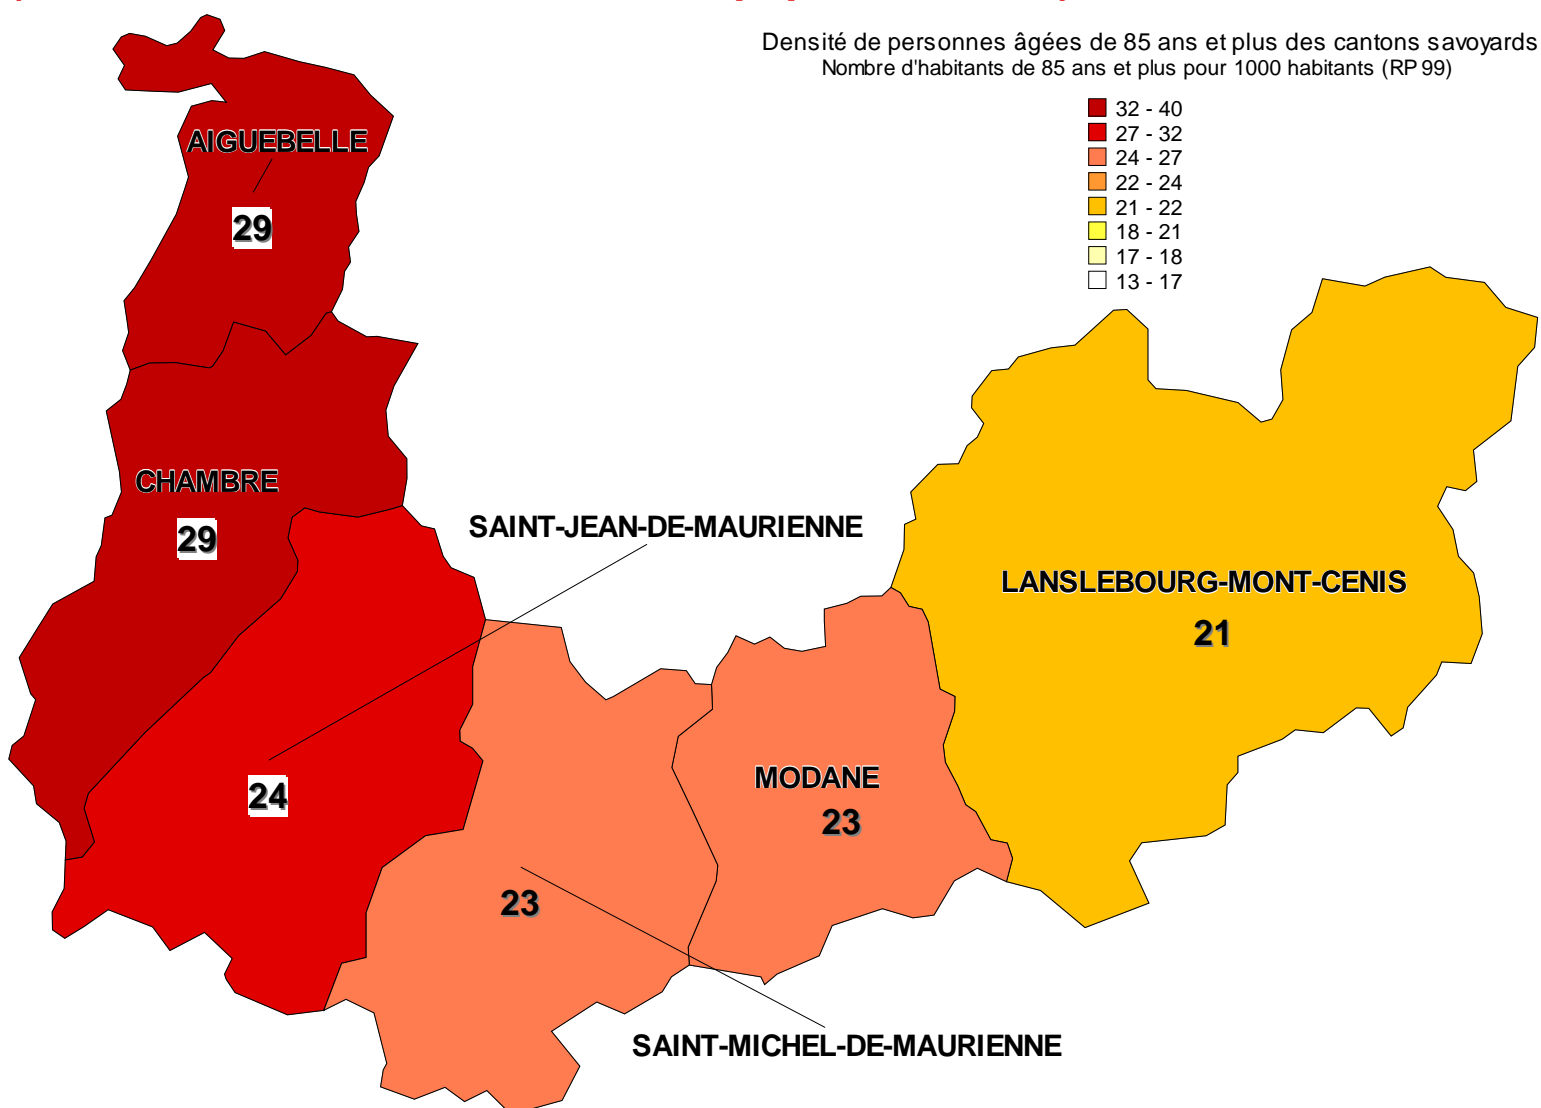 Densité de personnes âgées de 85 ans et plus des cantons savoyards
Nombre d'habitants de 85 ans et plus pour 1000 habitants (RP 99)
32 - 40
27 - 32
24 - 27
22 - 24
21 - 22
18 - 21
17 - 18
13 - 17
AIGUEBELLE
29
CHAMBRE
29
SAINT-JEAN-DE-MAURIENNE
24
LANSLEBOURG-MONT-CENIS
21
MODANE
23
23
SAINT-MICHEL-DE-MAURIENNE